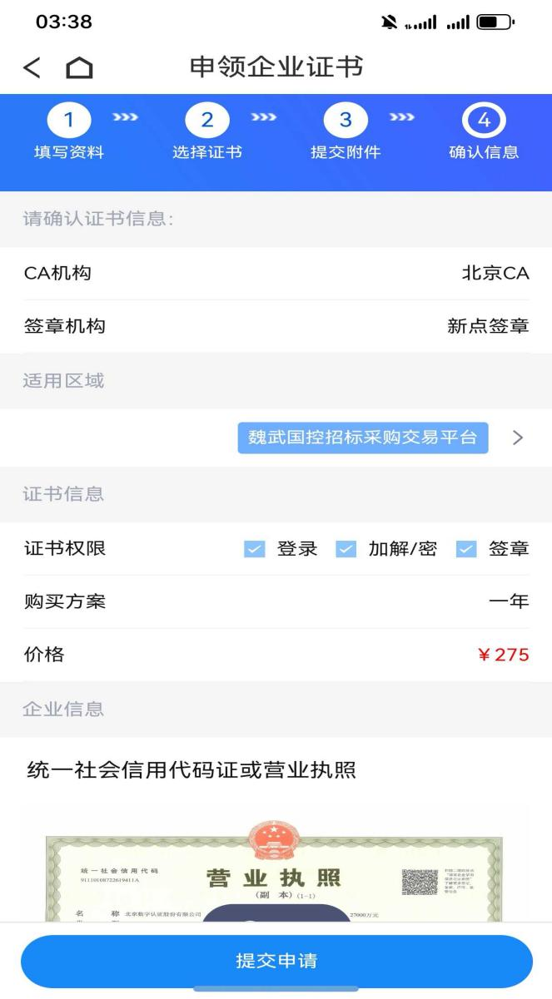 03:38
申领企业证书
1
2
3
4
填写资料
选择证书
提交附件
确认信息
请确认证书信息:
CA机构
北京CA
签章机构
新点签章
适用区域
魏武国控招标采购交易平台
证书信息
证书权限
登录
加解/密
签章
购买方案
一年
价格
￥275
企业信息
统一社会信用代码证或营业执照
统一社会信用代码
91110108722619411A
营业执照
(副 本) (1-1)
名 称 北京数字认证股份有限公司
27000万元
提交申请